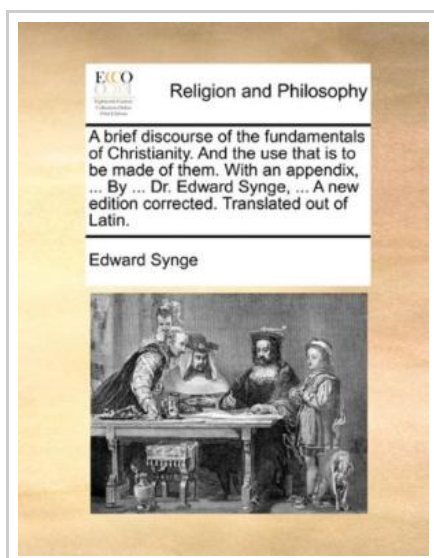 ECCO
Religion and Philosophy
A brief discourse of the fundamentals
of Christianity. And the use that is to
be made of them. With an appendix,
... By ... Dr. Edward Synge, ... A new
edition corrected. Translated out of
Latin.
Edward Synge